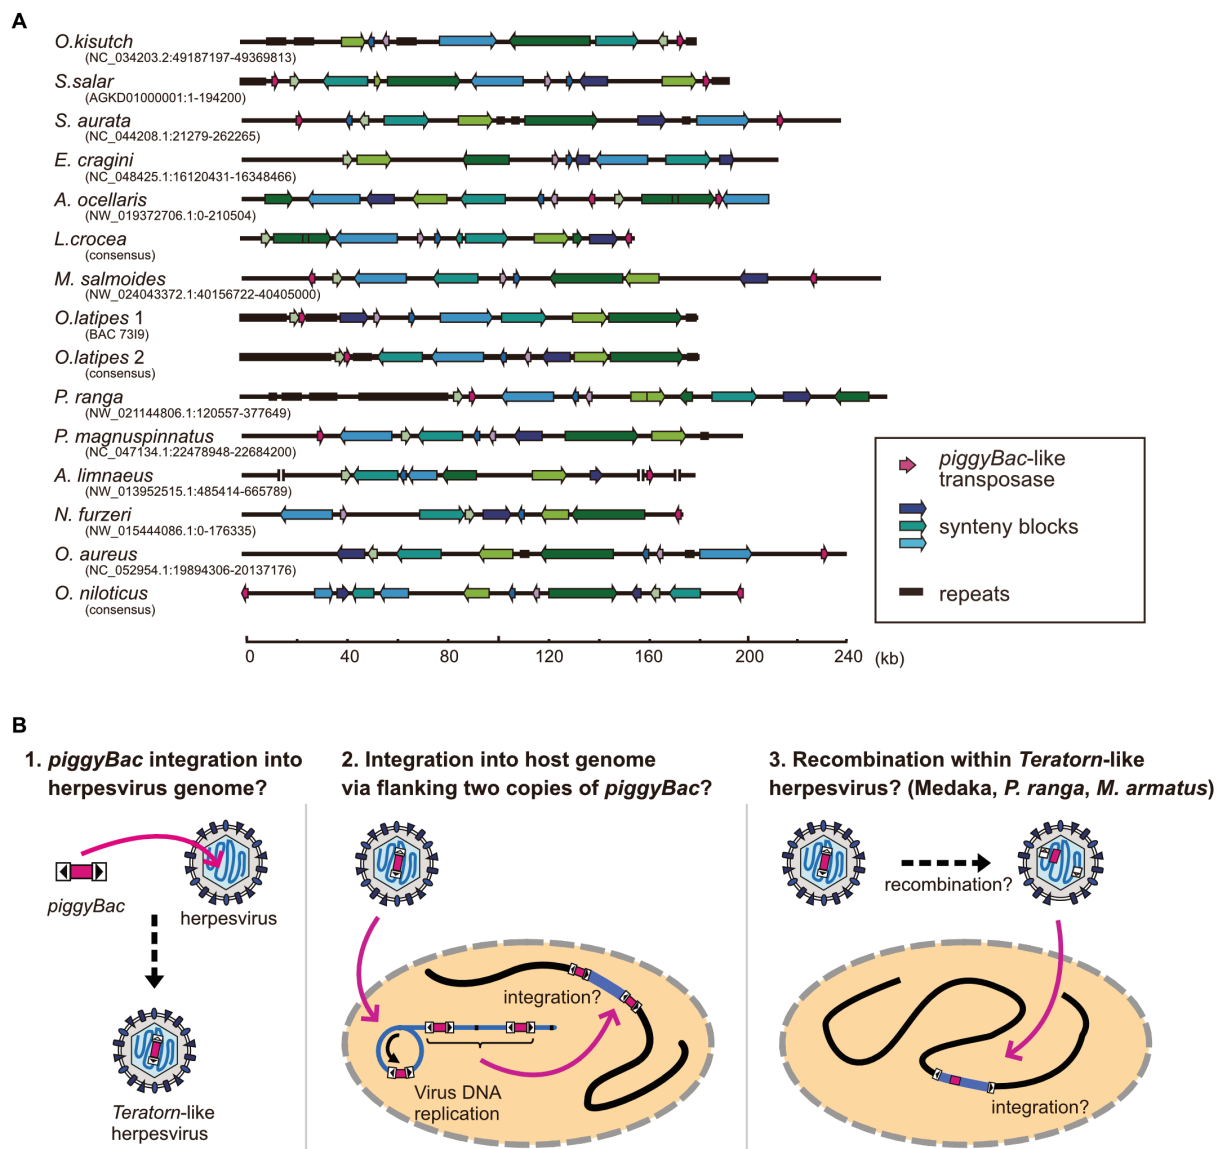 A
O.kisutch
(NC_034203.2:49187197-49369813)
S.salar
(AGKD01000001:1-194200)
S. aurata
(NC_044208.1:21279-262265)
E. cragini
(NC_048425.1:16120431-16348466)
A. ocellaris
(NW_019372706.1:0-210504)
L.crocea
(consensus)
M. salmoides
(NW_024043372.1:40156722-40405000)
O.latipes 1
(BAC 73I9)
O.latipes 2
(consensus)
P. ranga
(NW_021144806.1:120557-377649)
P. magnuspinnatus
(NC_047134.1:22478948-22684200)
A. limnaeus
(NW_013952515.1:485414-665789)
N. furzeri
(NW_015444086.1:0-176335)
O. aureus
(NC_052954.1:19894306-20137176)
O. niloticus
(consensus)
piggyBac-like
transposase
synteny blocks
repeats
0 40 80 120 160 200 240 (kb)
B
1. piggyBac integration into
herpesvirus genome?
piggyBac
herpesvirus
Teratorn-like
herpesvirus
2. Integration into host genome
via flanking two copies of piggyBac?
integration?
Virus DNA
replication
3. Recombination within Teratorn-like
herpesvirus? (Medaka, P. ranga, M. armatus)
recombination?
integration?